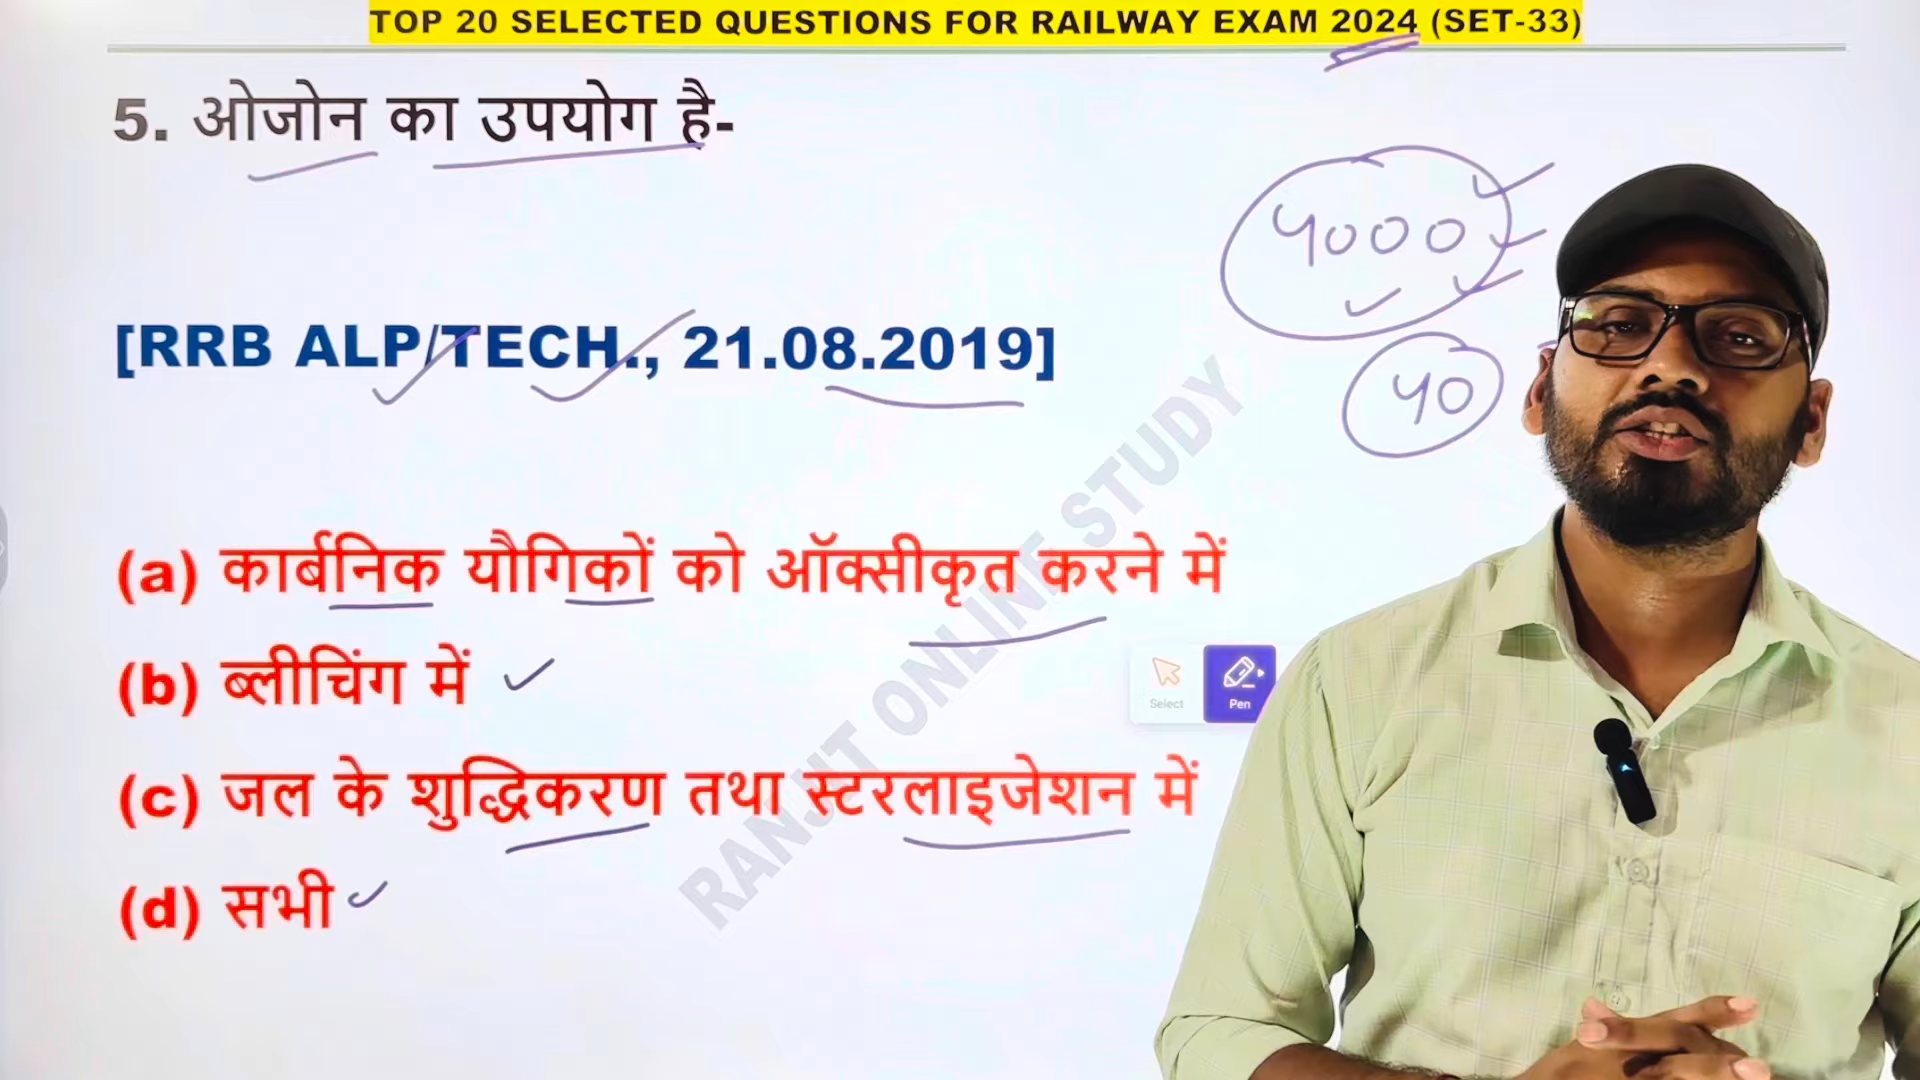 TOP 20 SELECTED QUESTIONS FOR RAILWAY EXAM 2024 (SET-33)
5. ओजोन का उपयोग है-
4000
40
[RRB ALP/TECH., 21.08.2019]
(a) कार्बनिक यौगिकों को ऑक्सीकृत करने में
(b) ब्लीचिंग में
Select
Pen
(c) जल के शुद्धिकरण तथा स्टरलाइजेशन में
(d) सभी
RANJIT ONLINE STUDY